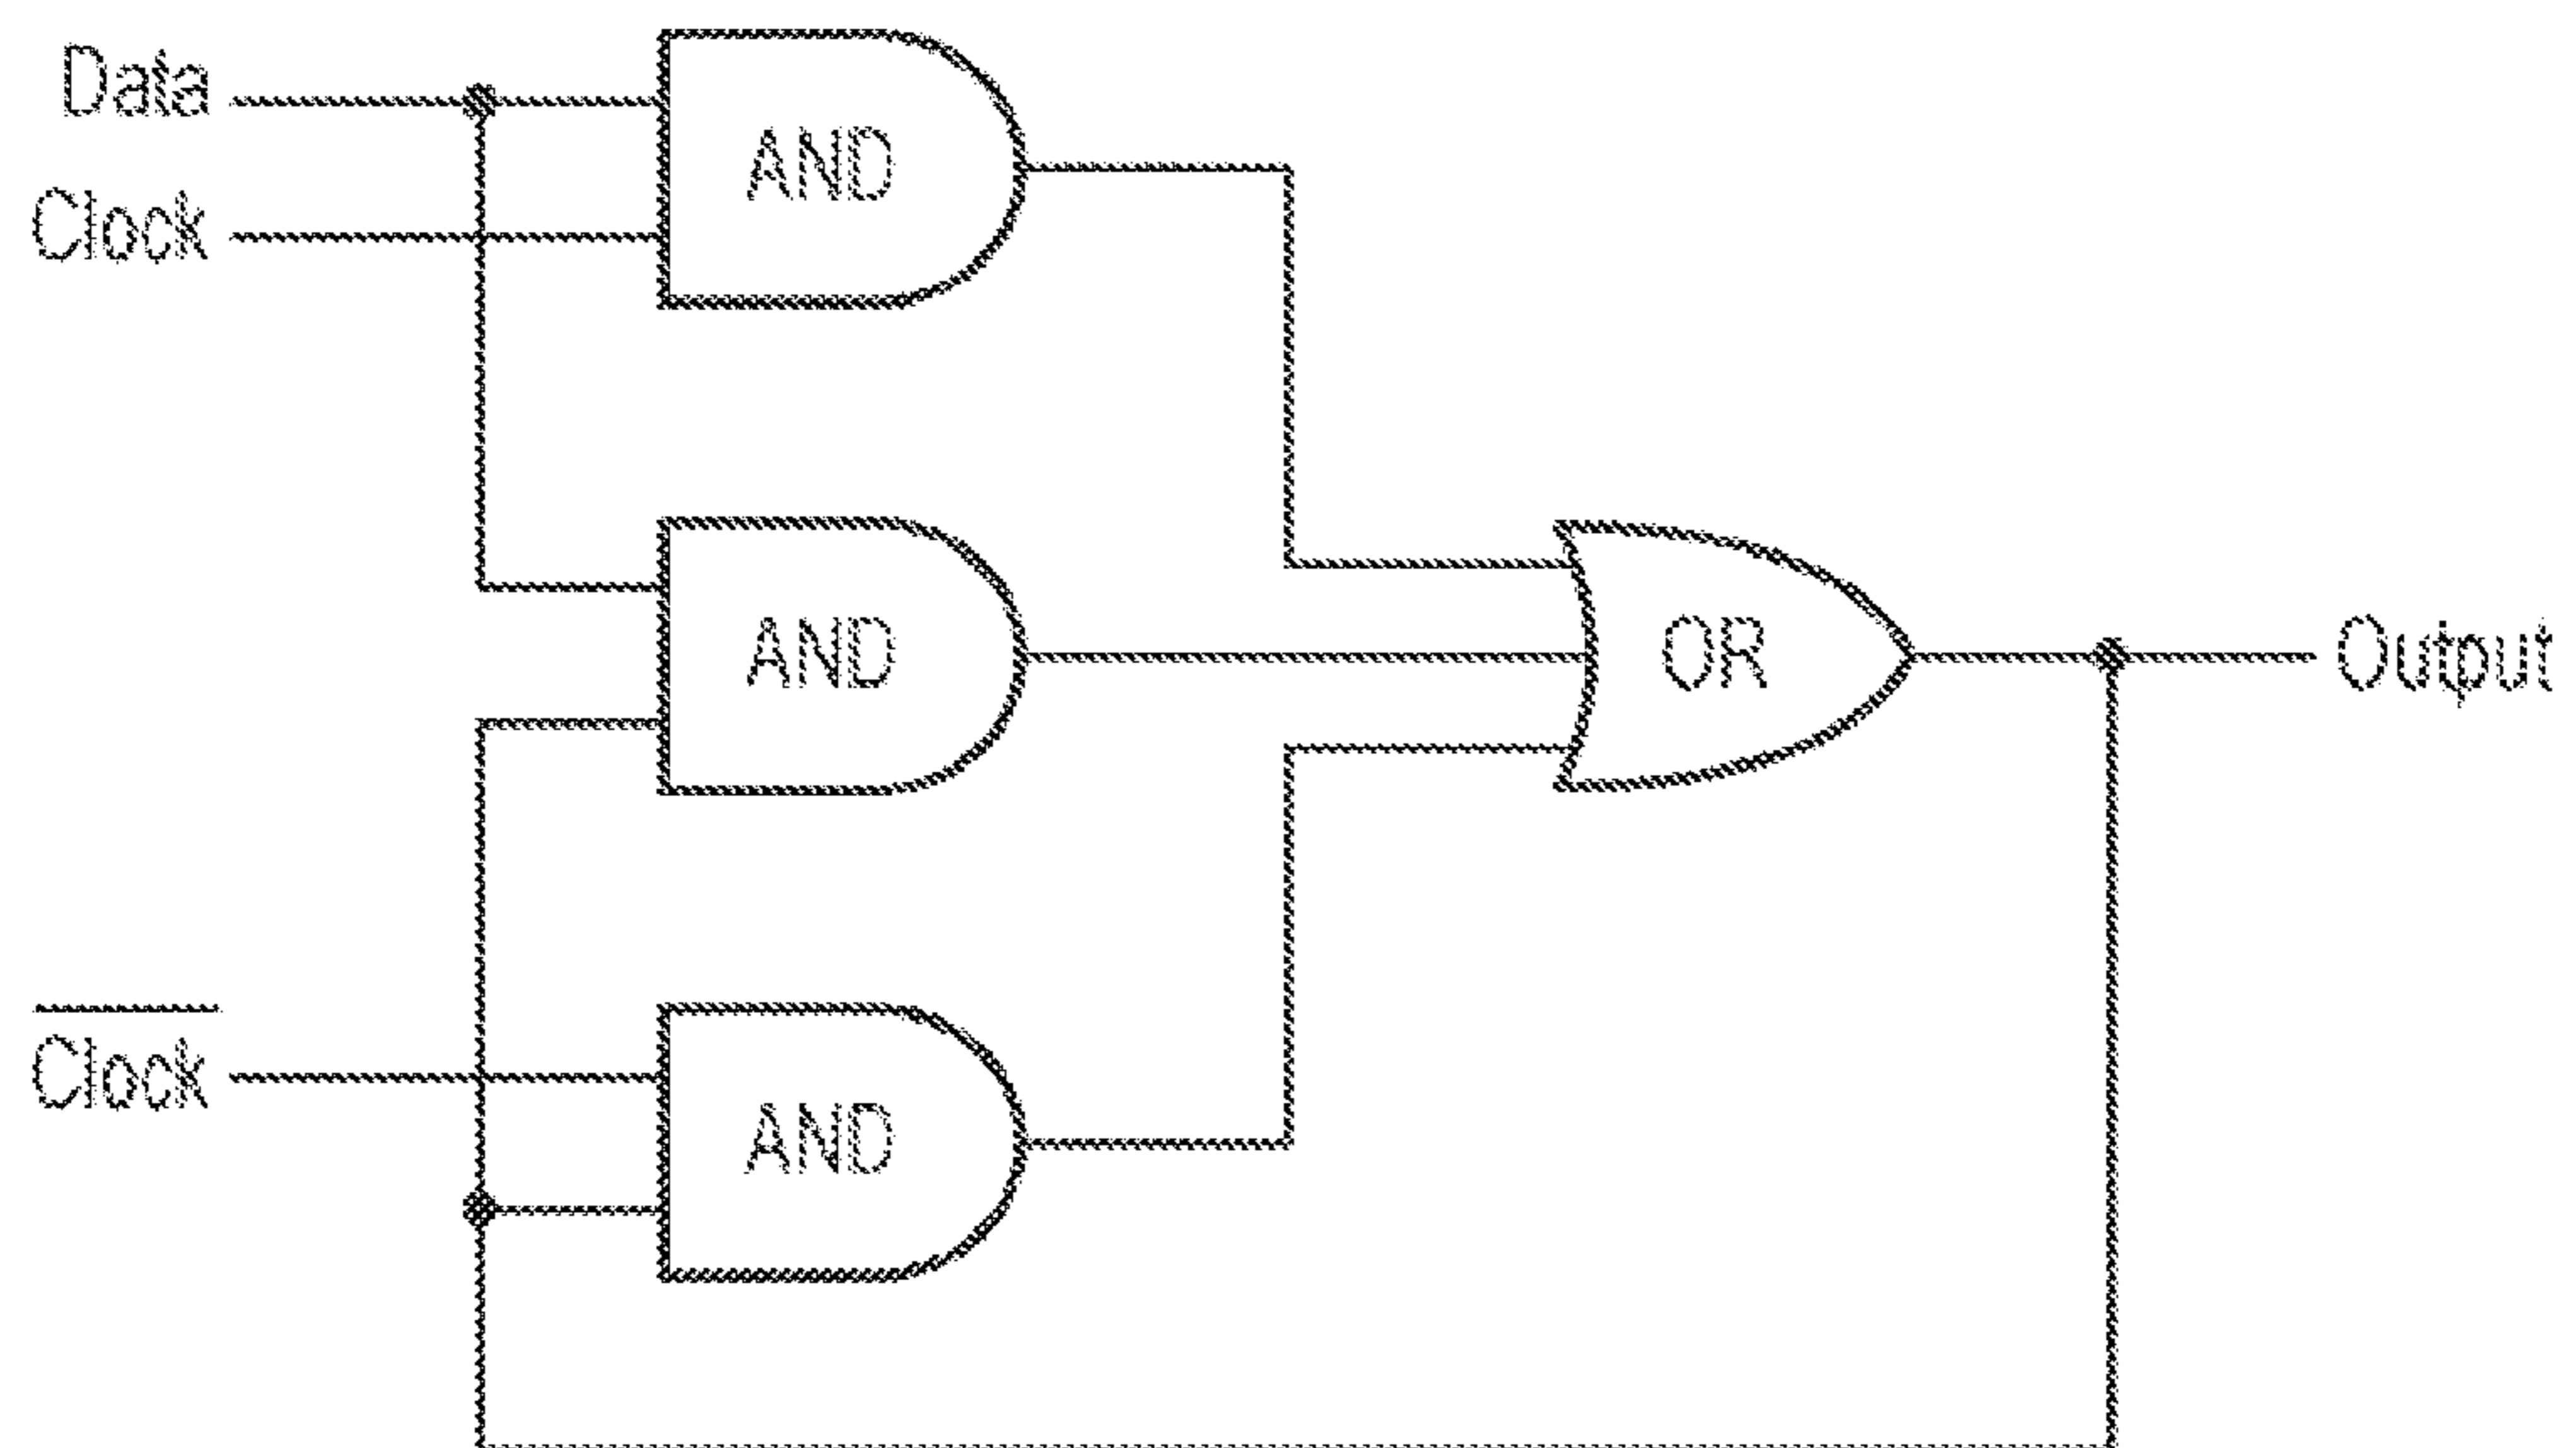 Data
Clock
AND
AND
OR
Output
Clock
AND